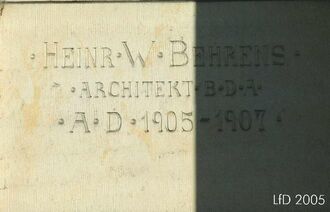 · HEINR · W · BEHRENS ·
· ARCHITEKT · B · D · A ·
· A · D · 1905 - 1907 ·
LfD 2005